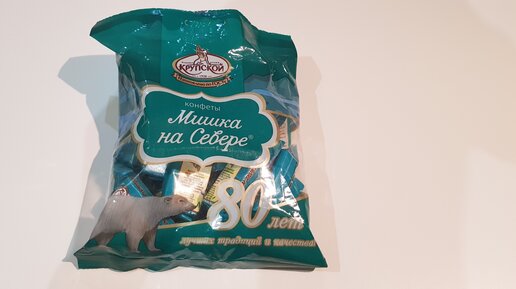 КРУПСКОЙ
КОНФЕТЫ
Мишка
на Севере®
80 лет
лучших традиций и качества